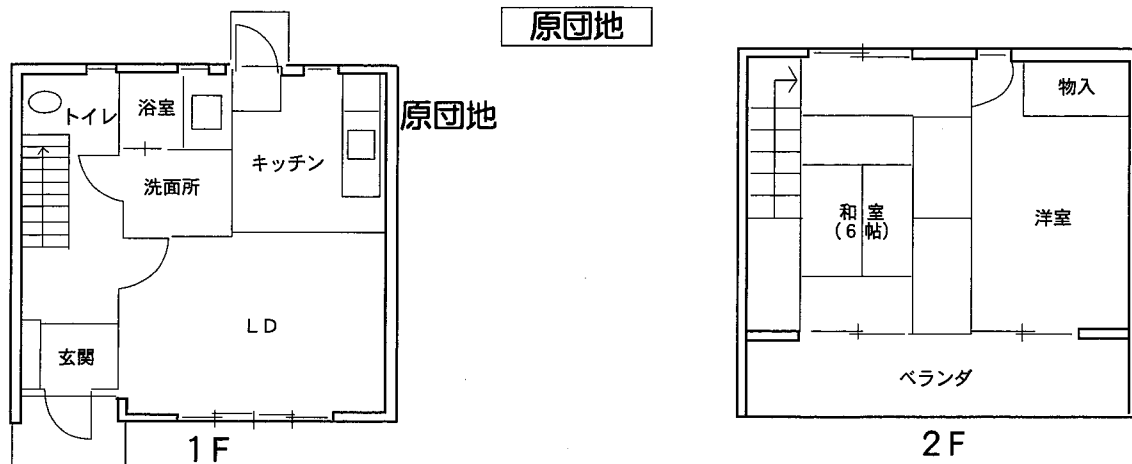 原団地
原団地
トイレ
浴室
キッチン
洗面所
LD
玄関
1F
物入
和室
(6帖)
洋室
ベランダ
2F